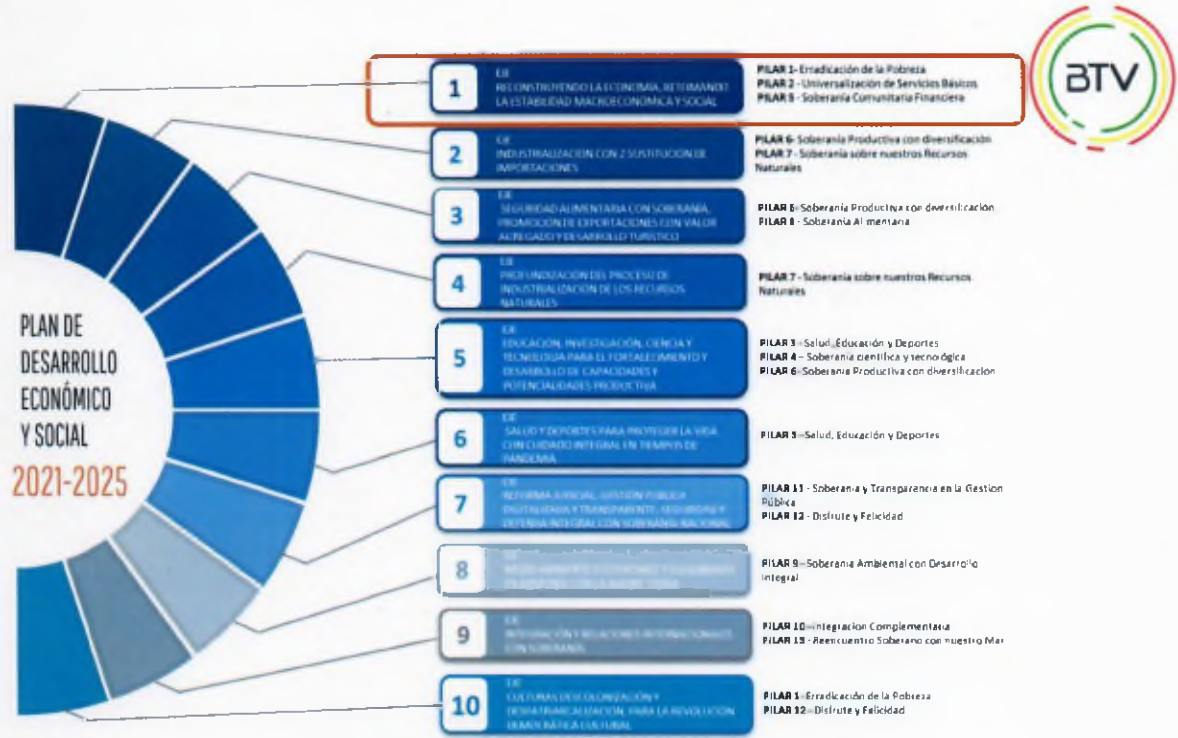 BTV
PLAN DE
DESARROLLO
ECONÓMICO
Y SOCIAL
2021-2025
1
EJE
RECONSTRUYENDO LA ECONOMÍA, RETOMANDO
LA ESTABILIDAD MACROECONÓMICA Y SOCIAL
PILAR 1- Erradicación de la Pobreza
PILAR 2 - Universalización de Servicios Básicos
PILAR 5 - Soberanía Comunitaria Financiera
2
EJE
INDUSTRIALIZACIÓN CON Z SUSTITUCIÓN DE
IMPORTACIONES
PILAR 6- Soberanía Productiva con diversificación
PILAR 7 - Soberanía sobre nuestros Recursos
Naturales
3
EJE
SEGURIDAD ALIMENTARIA CON SOBERANÍA,
PROMOCIÓN DE EXPORTACIONES CON VALOR
AGREGADO Y DESARROLLO TURÍSTICO
PILAR 6- Soberanía Productiva con diversificación
PILAR 8 - Soberanía Alimentaria
4
EJE
PROFUNDIZACIÓN DEL PROCESO DE
INDUSTRIALIZACIÓN DE LOS RECURSOS
NATURALES
PILAR 7 - Soberanía sobre nuestros Recursos
Naturales
5
EJE
EDUCACIÓN, INVESTIGACIÓN, CIENCIA Y
TECNOLOGÍA PARA EL FORTALECIMIENTO Y
DESARROLLO DE CAPACIDADES Y
POTENCIALIDADES PRODUCTIVA
PILAR 3 - Salud, Educación y Deportes
PILAR 4 - Soberanía científica y tecnológica
PILAR 6- Soberanía Productiva con diversificación
6
EJE
SALUD Y DEPORTES PARA PROTEGER LA VIDA
CON CUIDADO INTEGRAL EN TIEMPOS DE
PANDEMIA
PILAR 3 - Salud, Educación y Deportes
7
EJE
REFORMA JUDICIAL, GESTIÓN PÚBLICA
DIGITALIZADA Y TRANSPARENTE, SEGURIDAD Y
DEFENSA INTEGRAL CON SOBERANÍA NACIONAL
PILAR 11 - Soberanía y Transparencia en la Gestion
Pública
PILAR 12 - Disfrute y Felicidad
8
EJE
PILAR 9 - Soberanía Ambiental con Desarrollo
Integral
9
EJE
INTEGRACIÓN Y RELACIONES INTERNACIONALES
CON SOBERANÍA
PILAR 10 - Integracion Complementaria
PILAR 13 - Reencuentro Soberano con nuestro Mar
10
EJE
CULTURAS DESCOLONIZACIÓN Y
DESPATRIARCALIZACIÓN, PARA LA REVOLUCIÓN
DEMOCRÁTICA CULTURAL
PILAR 1- Erradicación de la Pobreza
PILAR 12 - Disfrute y Felicidad